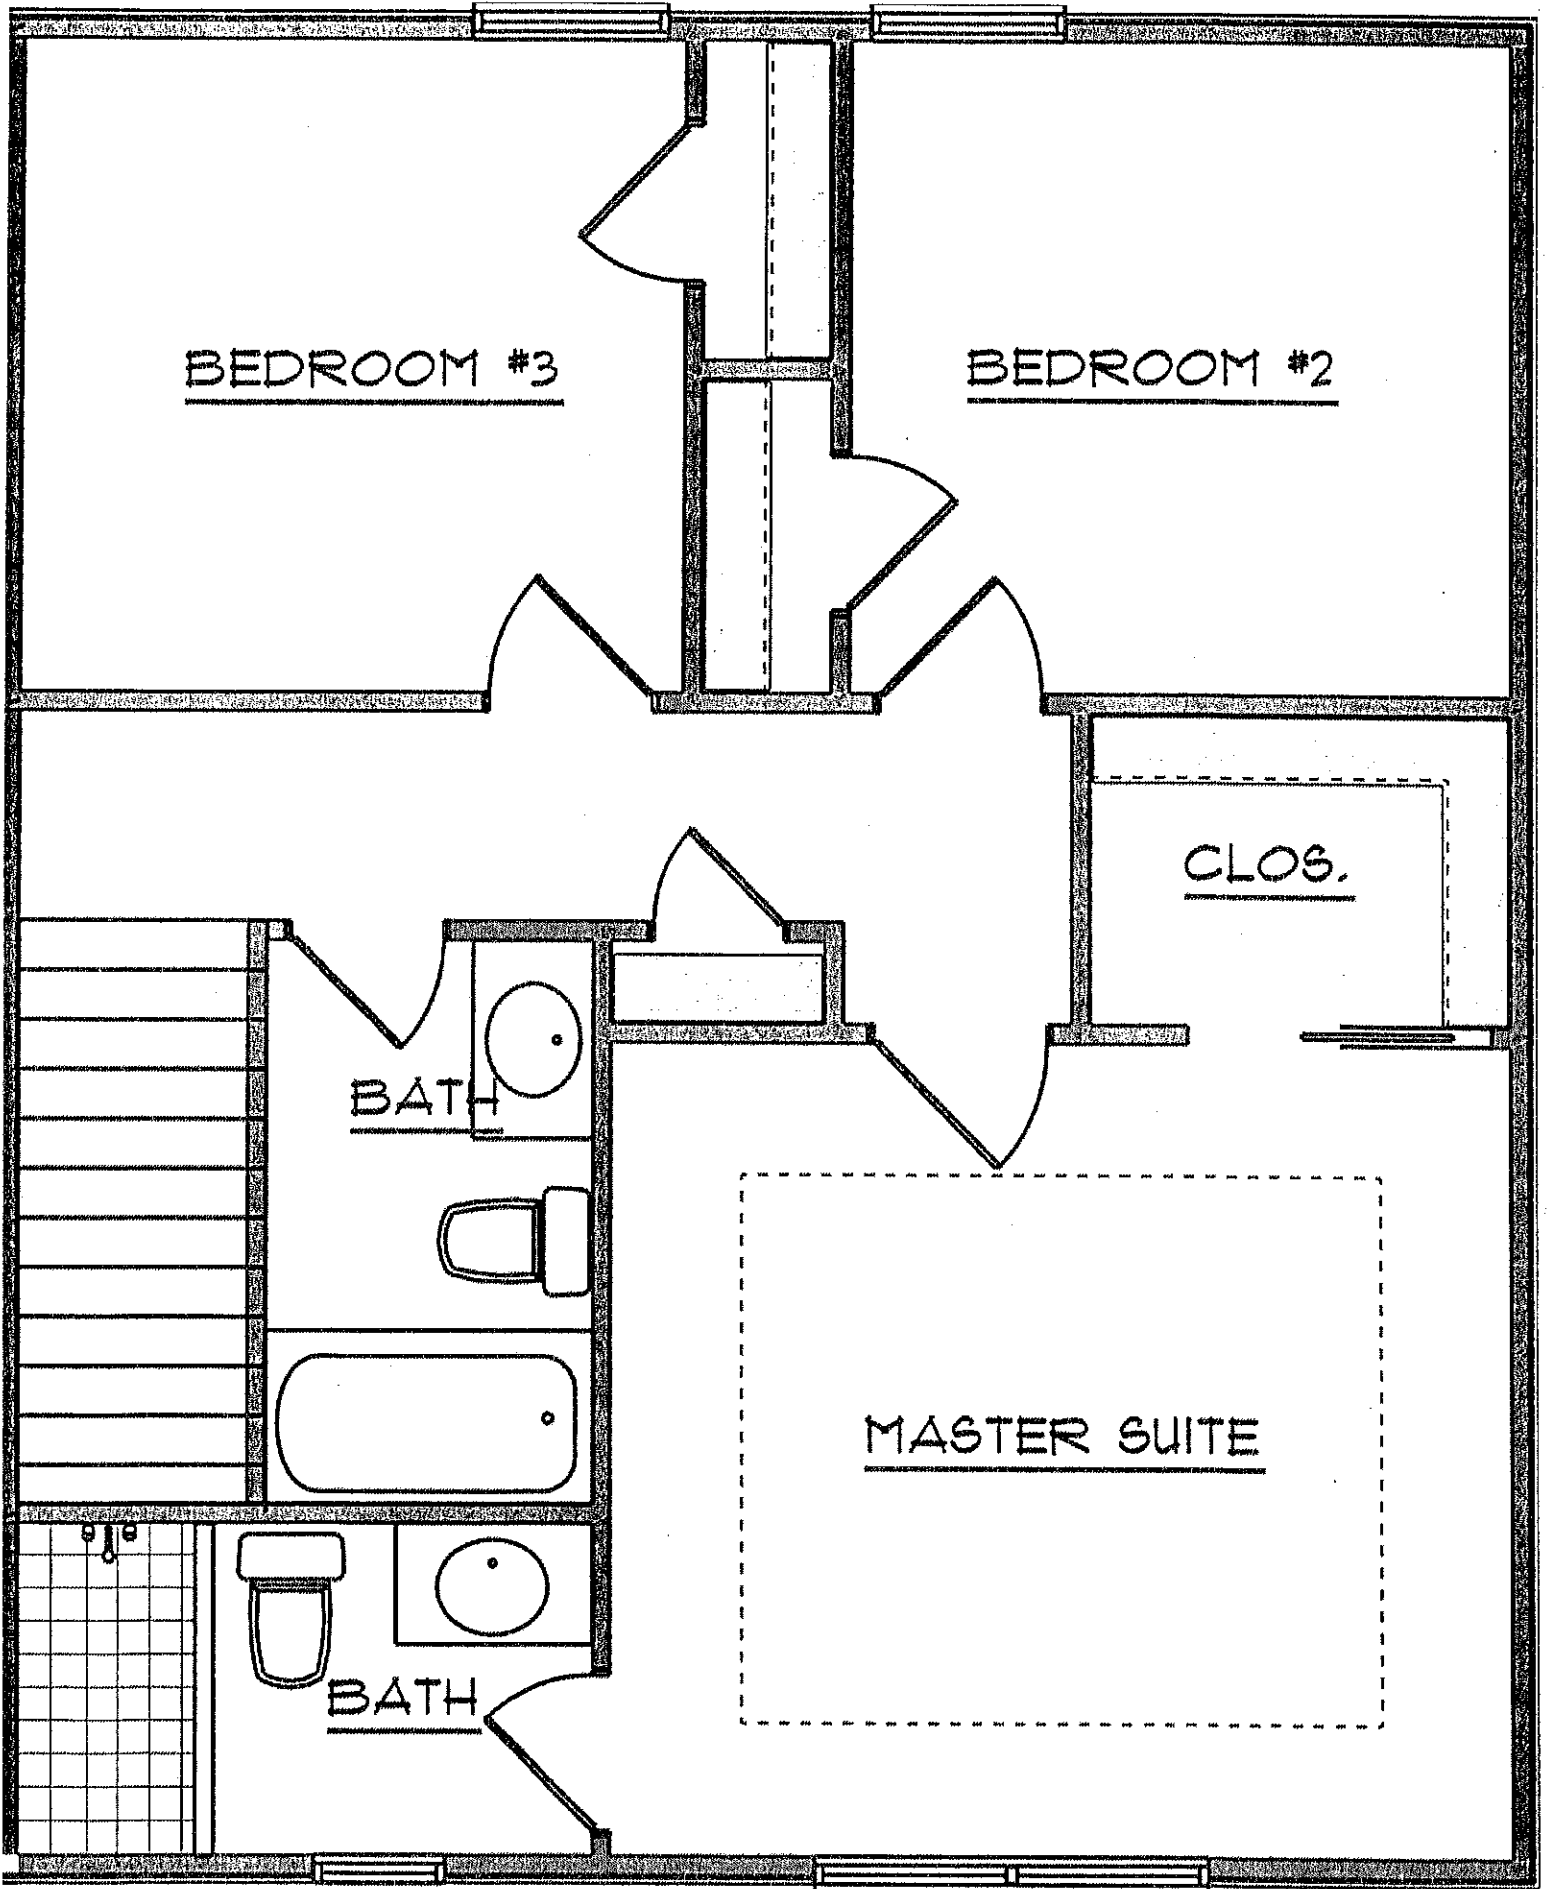 BEDROOM #3
BEDROOM #2
CLOS.
BATH
MASTER SUITE
BATH